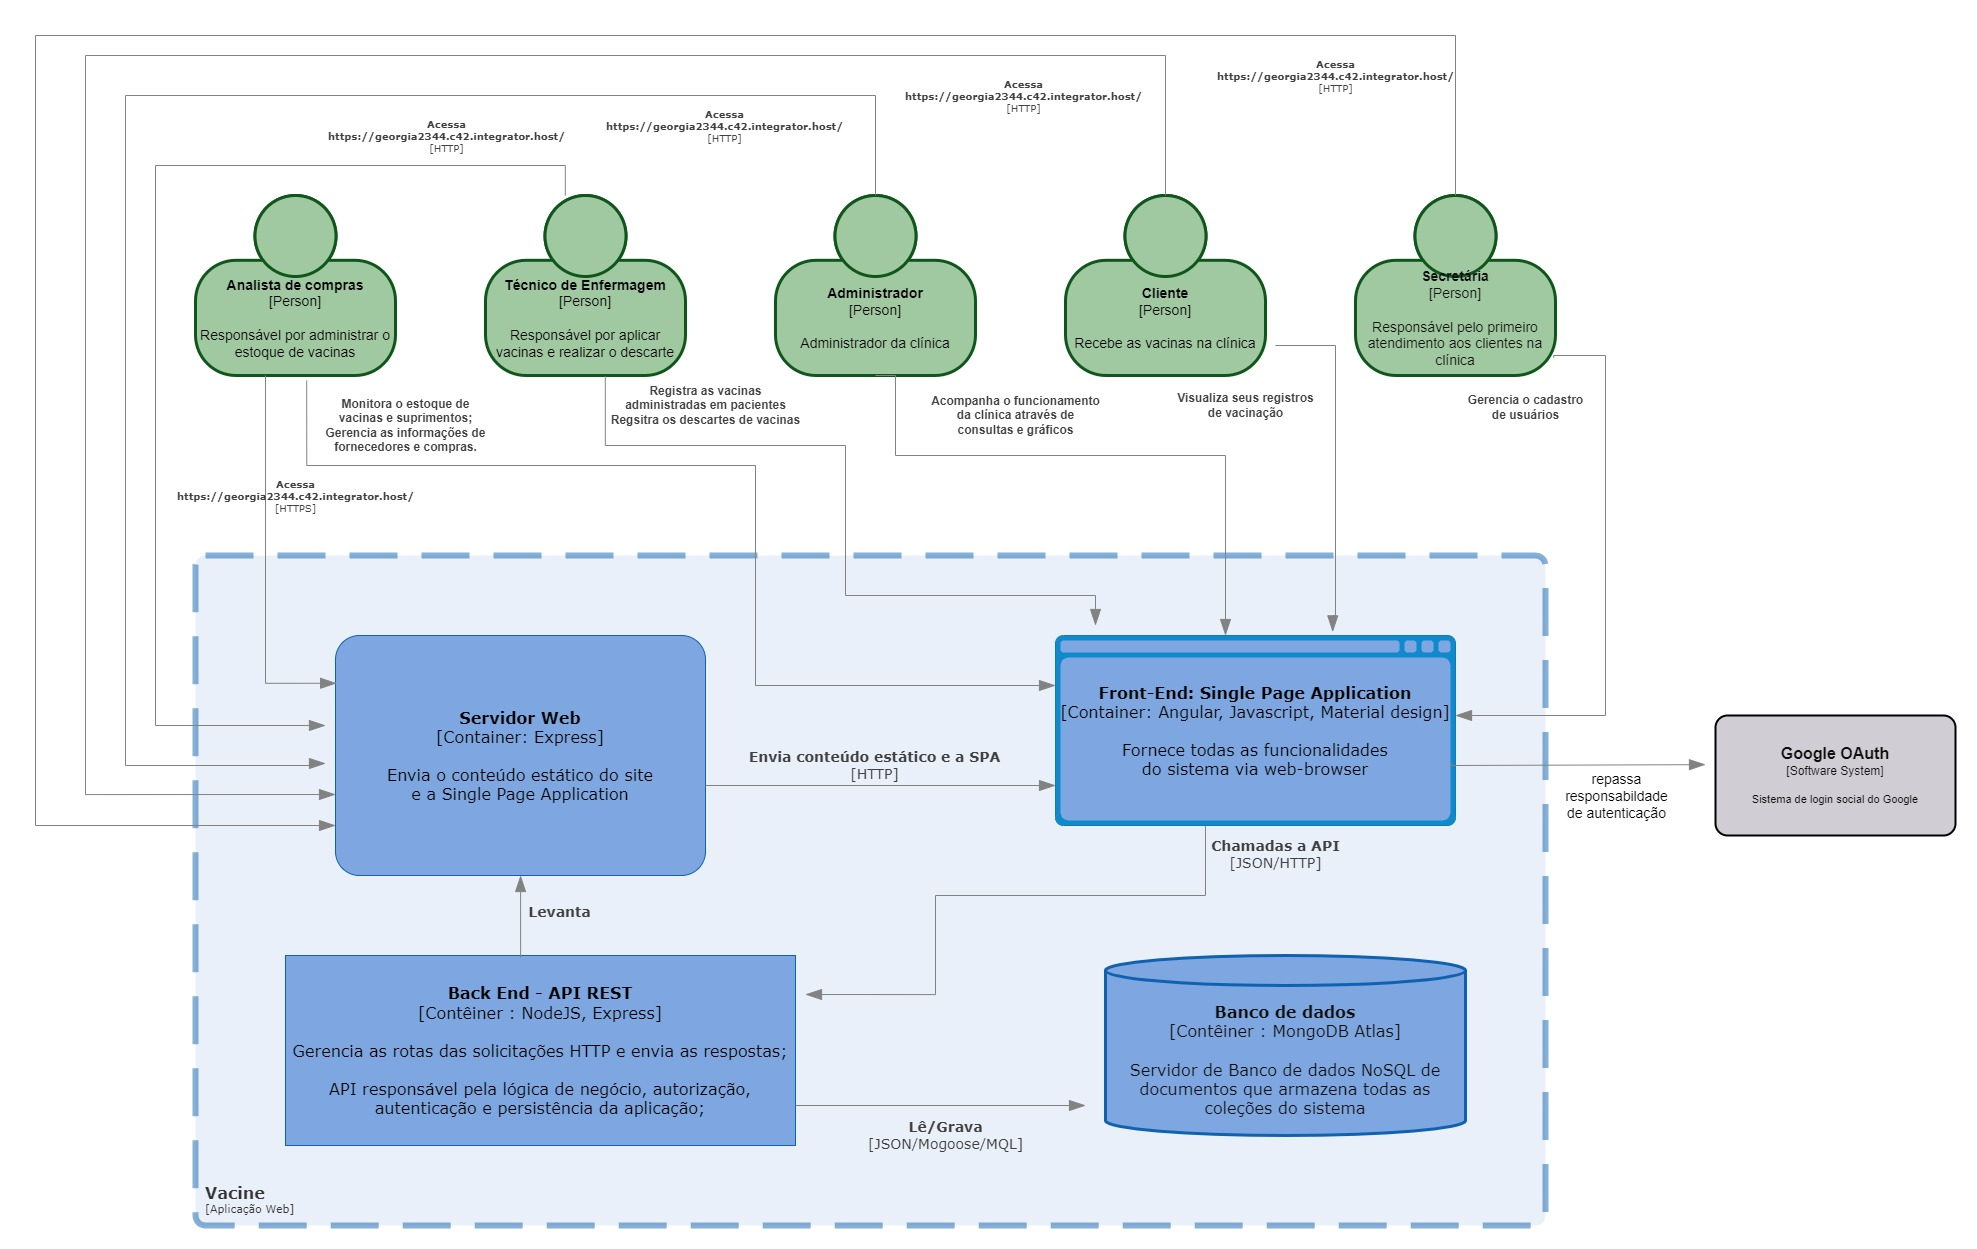 Acessa
https://georgia2344.c42.integrator.host/
[HTTP]
Acessa
https://georgia2344.c42.integrator.host/
[HTTP]
Acessa
https://georgia2344.c42.integrator.host/
[HTTP]
Acessa
https://georgia2344.c42.integrator.host/
[HTTP]
Analista de compras
[Person]
Responsável por administrar o
estoque de vacinas
Técnico de Enfermagem
[Person]
Responsável por aplicar
vacinas e realizar o descarte
Administrador
[Person]
Administrador da clínica
Cliente
[Person]
Recebe as vacinas na clínica
Secretária
[Person]
Responsável pelo primeiro
atendimento aos clientes na
clínica
Monitora o estoque de
vacinas e suprimentos;
Gerencia as informações de
fornecedores e compras.
Registra as vacinas
administradas em pacientes
Regsitra os descartes de vacinas
Acompanha o funcionamento
da clínica através de
consultas e gráficos
Visualiza seus registros
de vacinação
Gerencia o cadastro
de usuários
Acessa
https://georgia2344.c42.integrator.host/
[HTTPS]
Servidor Web
[Container: Express]
Envia o conteúdo estático do site
e a Single Page Application
Envia conteúdo estático e a SPA
[HTTP]
Front-End: Single Page Application
[Container: Angular, Javascript, Material design]
Fornece todas as funcionalidades
do sistema via web-browser
repassa
responsabildade
de autenticação
Google OAuth
[Software System]
Sistema de login social do Google
Chamadas a API
[JSON/HTTP]
Levanta
Back End - API REST
[Contêiner : NodeJS, Express]
Gerencia as rotas das solicitações HTTP e envia as respostas;
API responsável pela lógica de negócio, autorização,
autenticação e persistência da aplicação;
Lê/Grava
[JSON/Mogoose/MQL]
Banco de dados
[Contêiner : MongoDB Atlas]
Servidor de Banco de dados NoSQL de
documentos que armazena todas as
coleções do sistema
Vacine
[Aplicação Web]